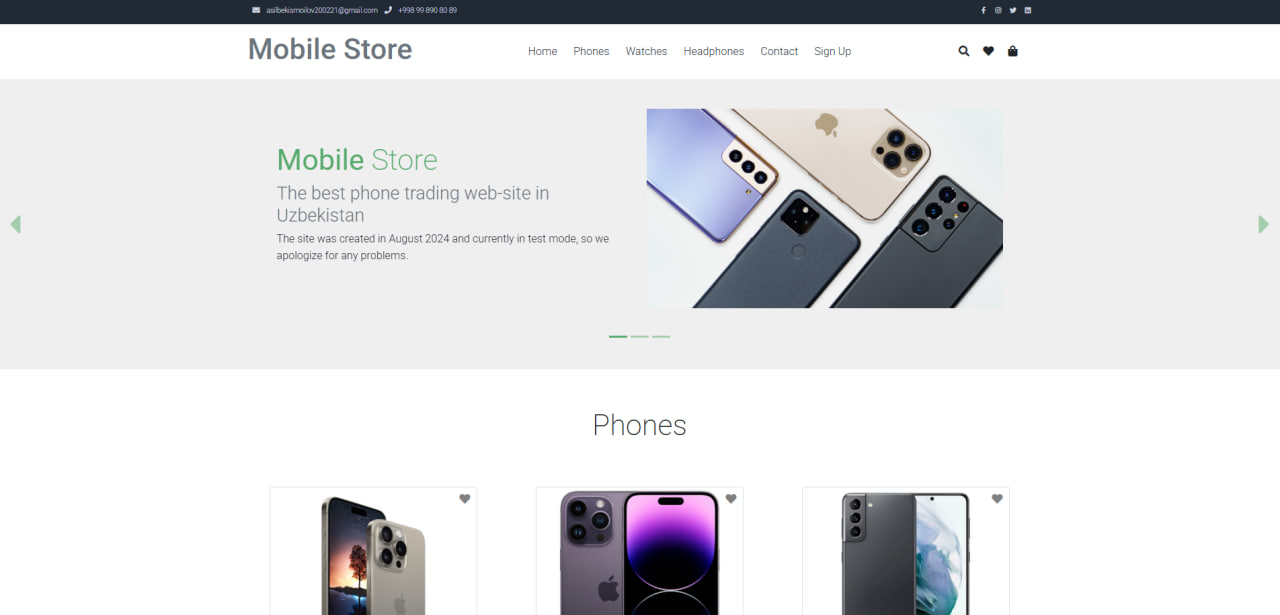 asilbekismoilov200221@gmail.com +998 99 890 80 89
Mobile Store
Home Phones Watches Headphones Contact Sign Up
Mobile Store
The best phone trading web-site in
Uzbekistan
The site was created in August 2024 and currently in test mode, so we
apologize for any problems.
Phones